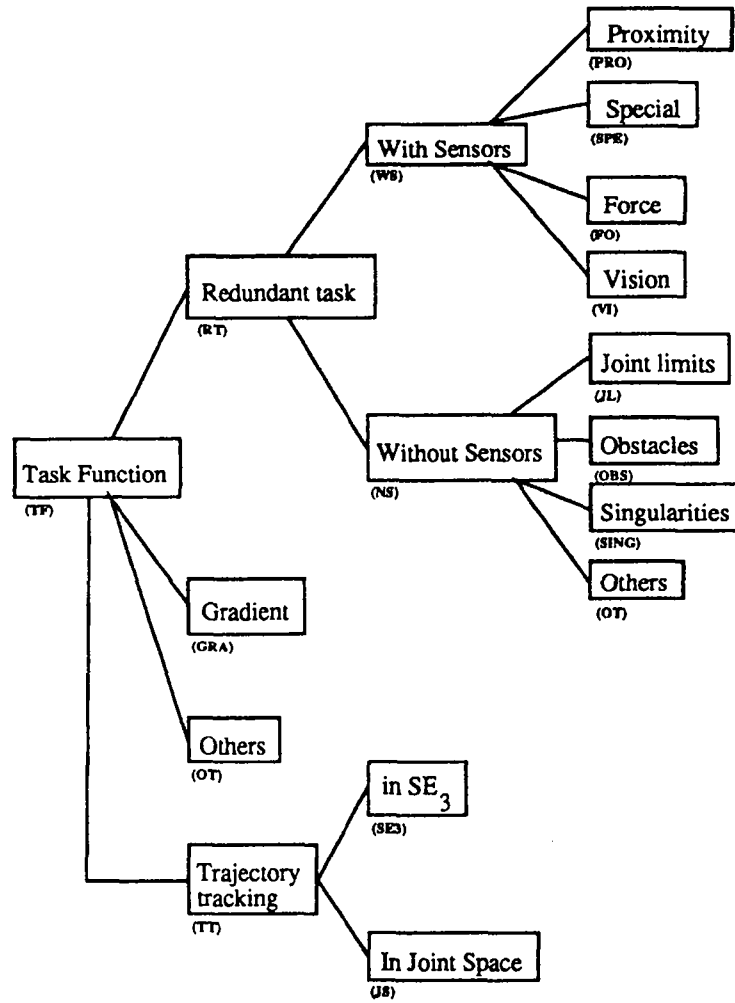 Proximity
(PRO)
Special
(SPE)
With Sensors
(WS)
Force
(FO)
Vision
(VI)
Redundant task
(RT)
Joint limits
(JL)
Without Sensors
(NS)
Obstacles
(OBS)
Singularities
(SING)
Others
(OT)
Task Function
(TF)
Gradient
(GRA)
Others
(OT)
in SE3
(SE3)
Trajectory
tracking
(TT)
In Joint Space
(JS)